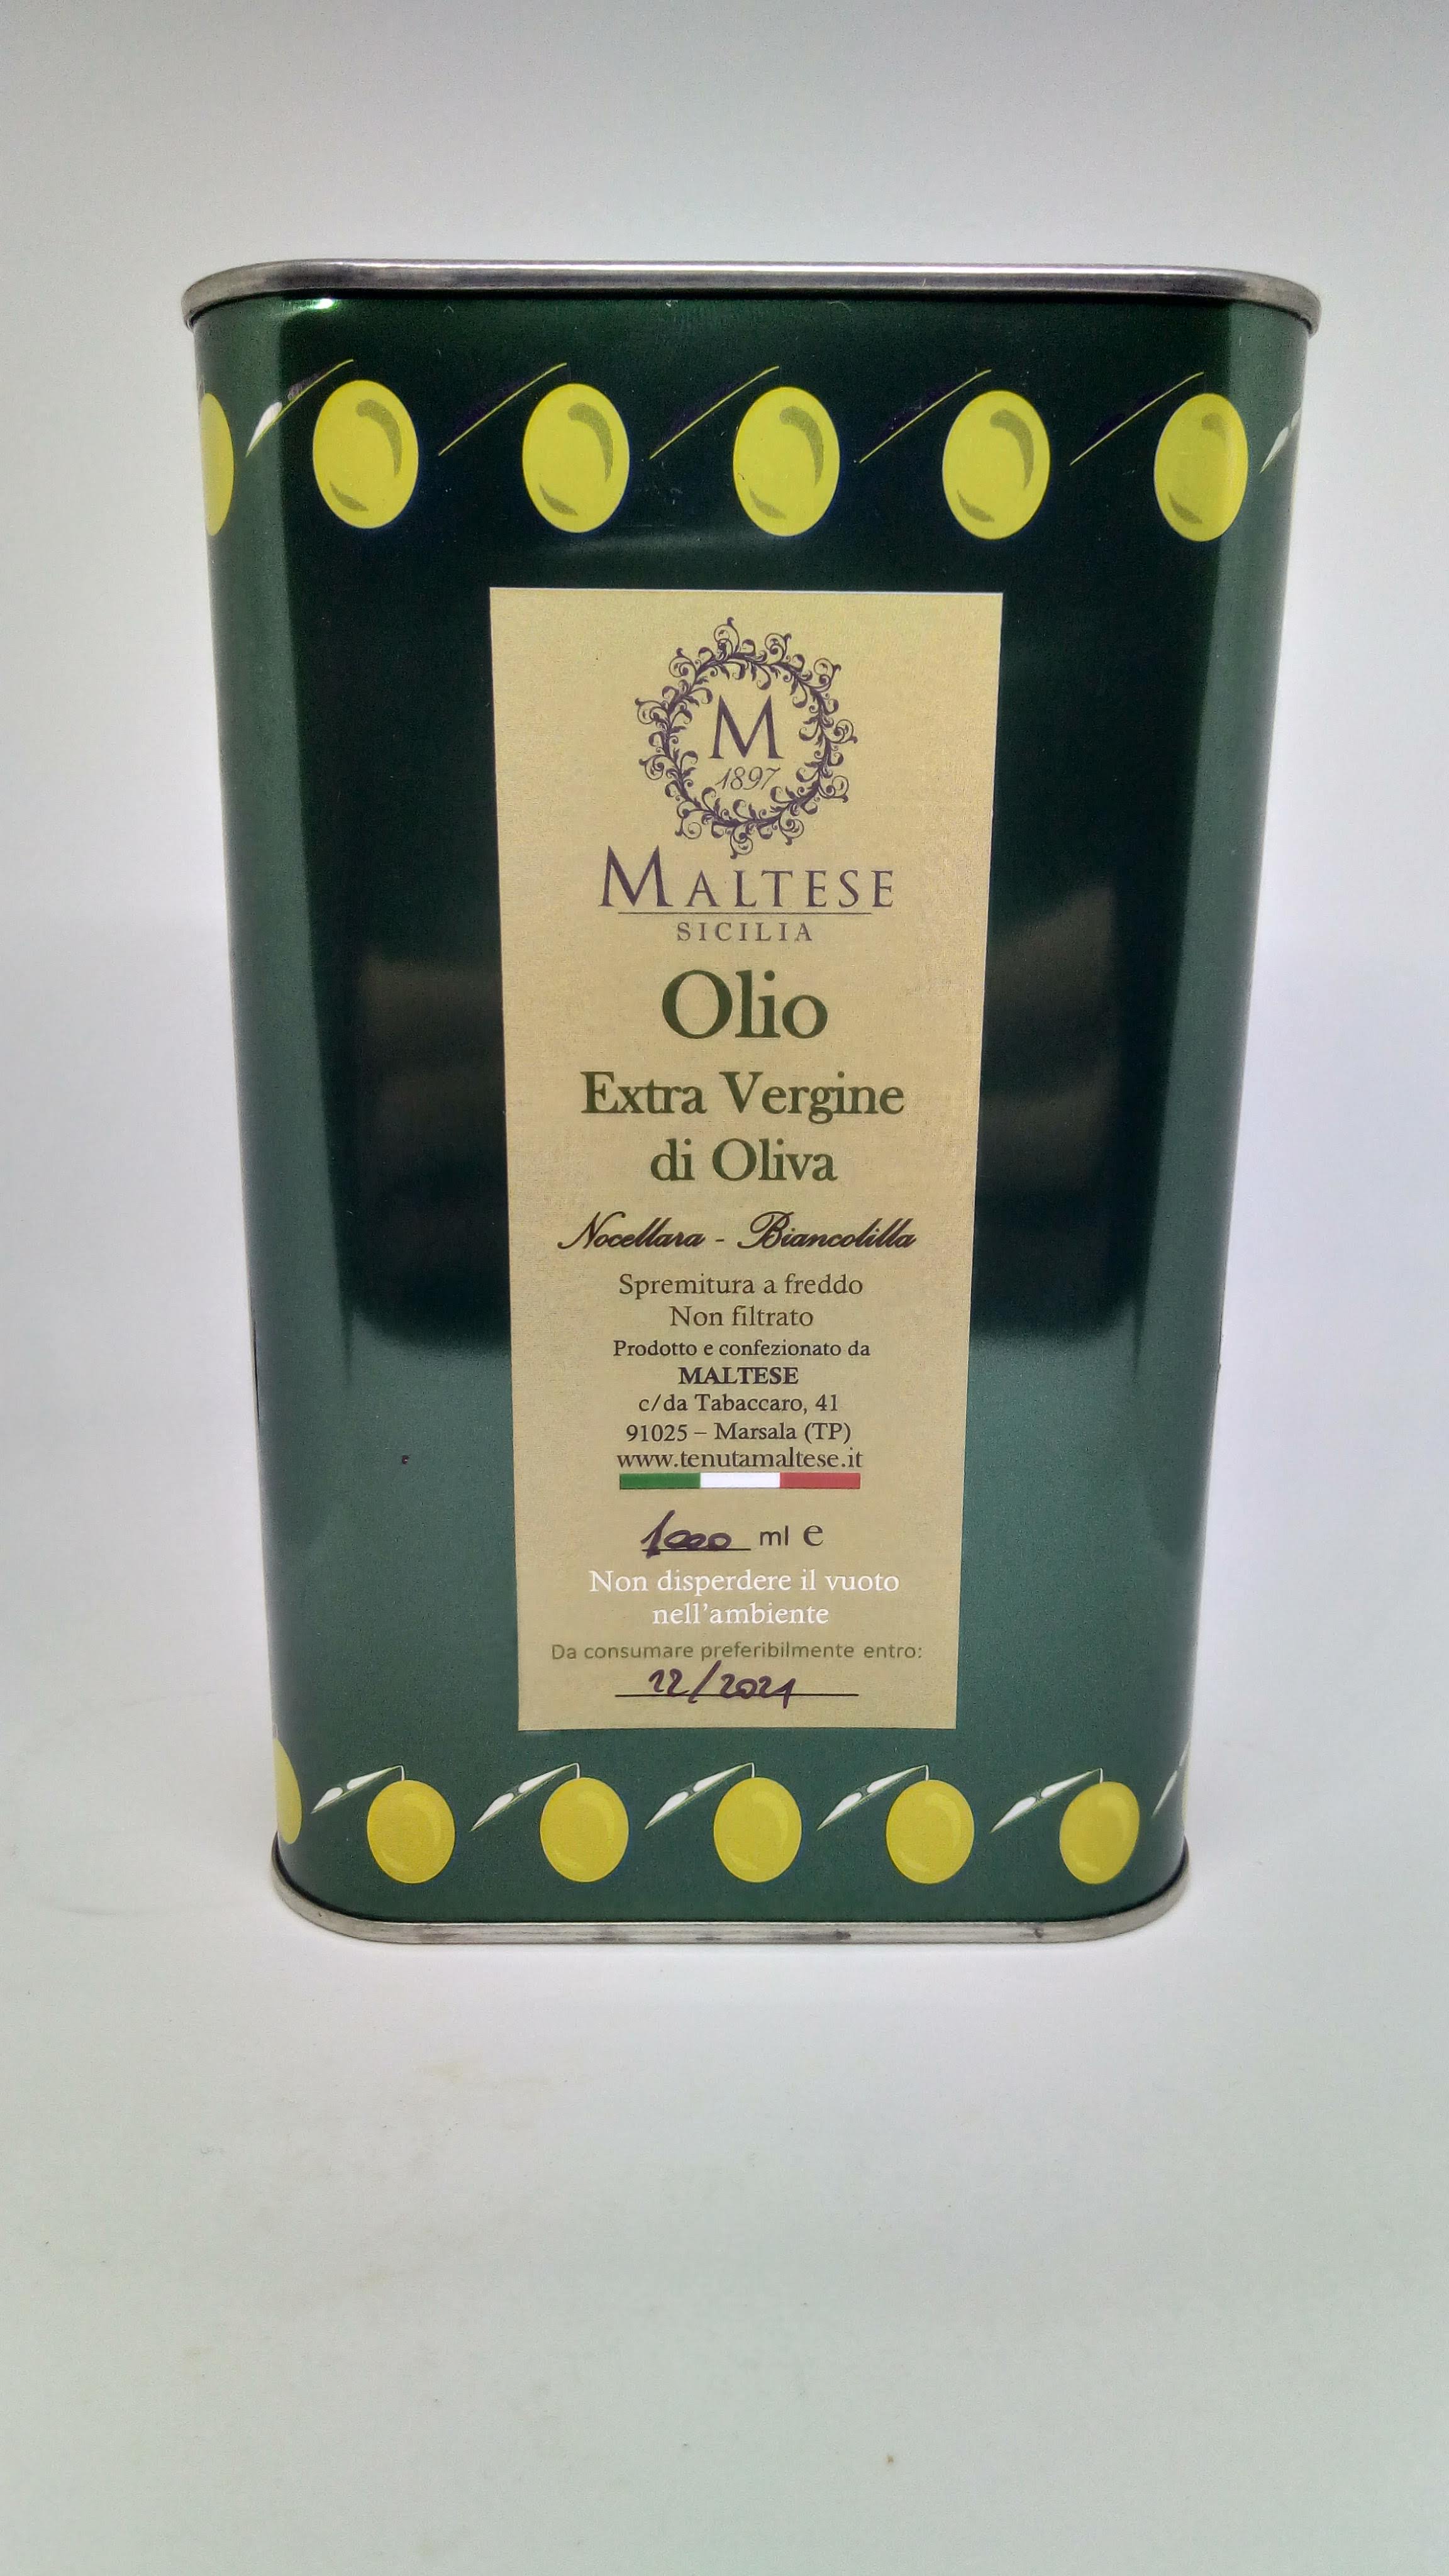 M
1897
MALTESE
SICILIA
Olio
Extra Vergine
di Oliva
Nocellara - Biancolilla
Spremitura a freddo
Non filtrato
Prodotto e confezionato da
MALTESE
c/da Tabaccaro, 41
91025 – Marsala (TP)
www.tenutamaltese.it
1000 ml e
Non disperdere il vuoto
nell'ambiente
Da consumare preferibilmente entro:
12/2021